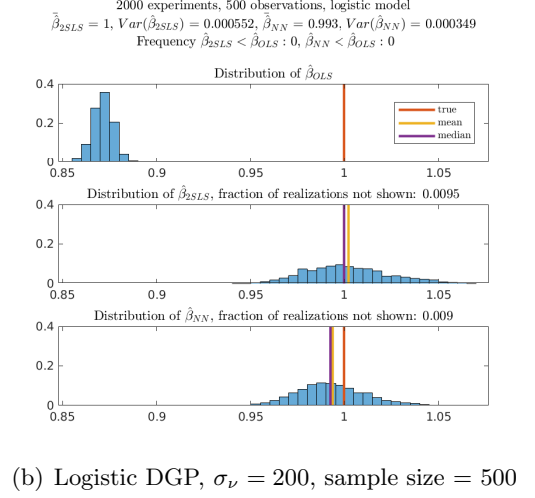 2000 experiments, 500 observations, logistic model
$\bar{\hat{\beta}}_{2SLS} = 1, Var(\hat{\beta}_{2SLS}) = 0.000552, \bar{\hat{\beta}}_{NN} = 0.993, Var(\hat{\beta}_{NN}) = 0.000349$
Frequency $\hat{\beta}_{2SLS} < \hat{\beta}_{OLS} : 0, \hat{\beta}_{NN} < \hat{\beta}_{OLS} : 0$
Distribution of $\hat{\beta}_{OLS}$
0.4
0.2
0
true
mean
median
0.85 0.9 0.95 1 1.05
Distribution of $\hat{\beta}_{2SLS}$, fraction of realizations not shown: 0.0095
0.4
0.2
0
0.85 0.9 0.95 1 1.05
Distribution of $\hat{\beta}_{NN}$, fraction of realizations not shown: 0.009
0.4
0.2
0
0.85 0.9 0.95 1 1.05
(b) Logistic DGP, $\sigma_\nu = 200$, sample size = 500